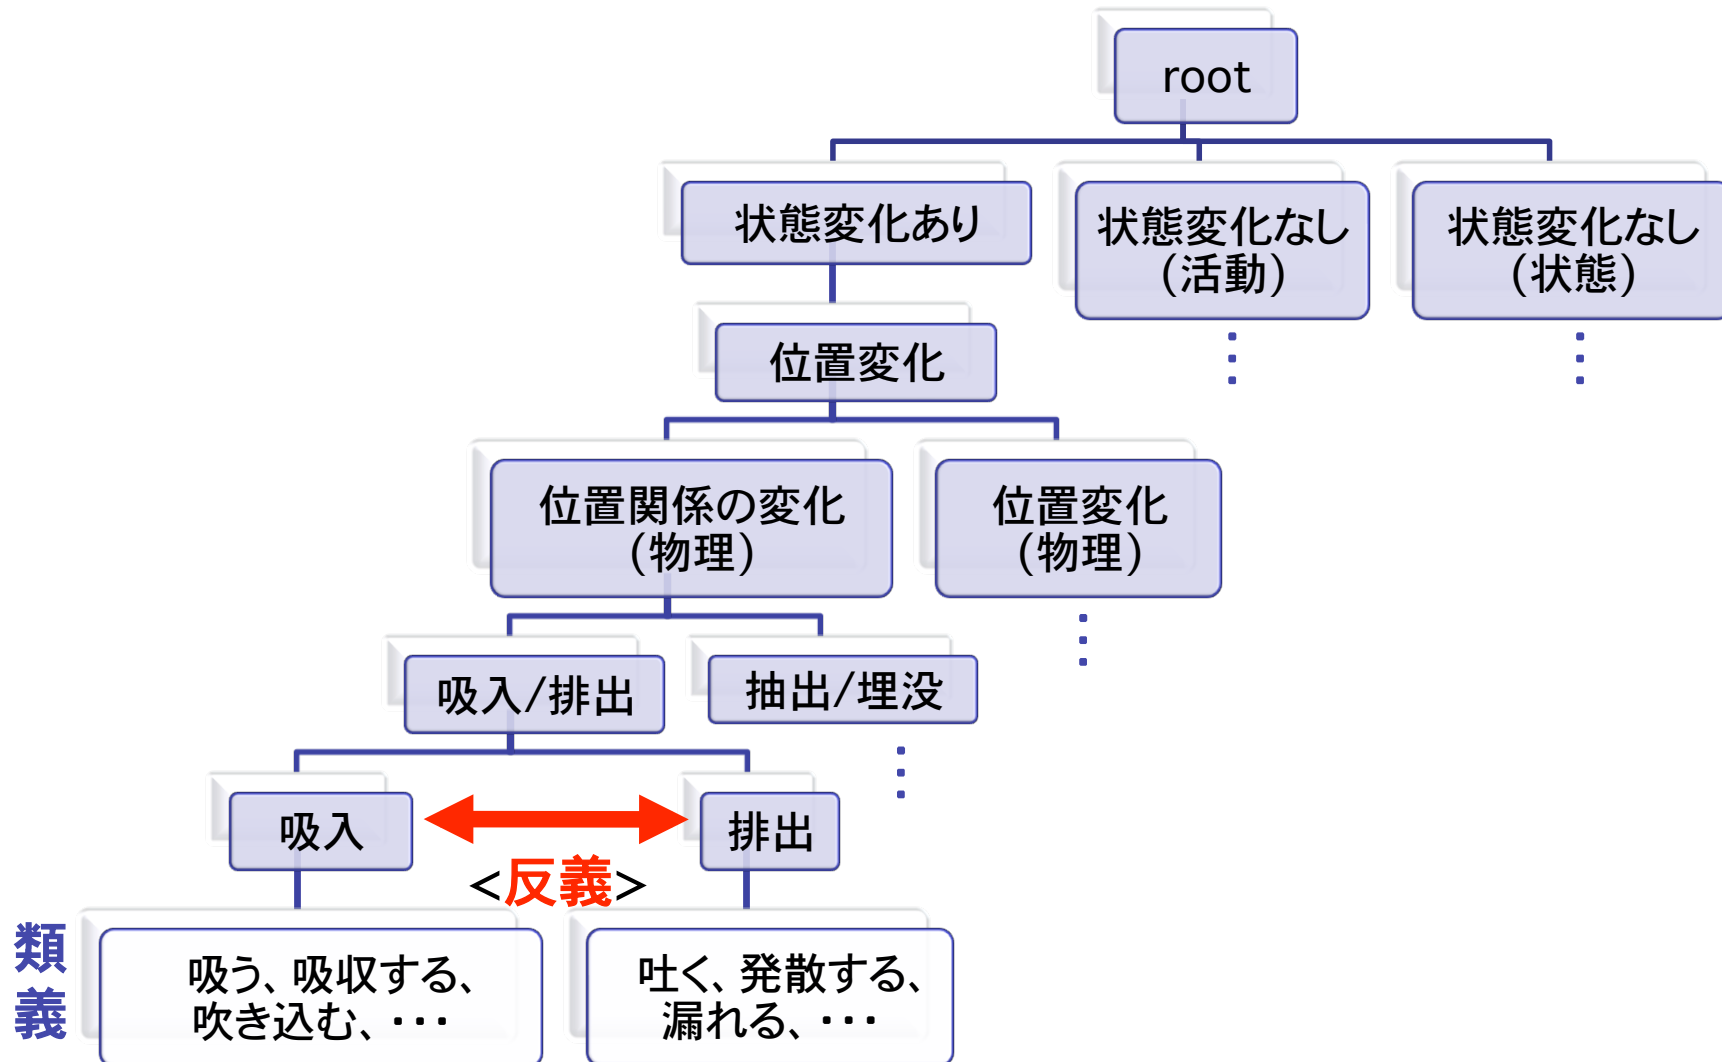 root
状態変化あり
状態変化なし
(活動)
状態変化なし
(状態)
位置変化
位置関係の変化
(物理)
位置変化
(物理)
吸入/排出
抽出/埋没
吸入
排出
<反義>
類義
吸う、吸収する、
吹き込む、・・・
吐く、発散する、
漏れる、・・・